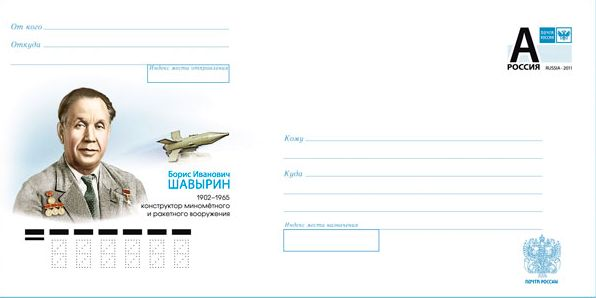 От кого
Откуда
Индекс места отправления
Борис Иванович
ШАВЫРИН
1902–1965
конструктор миномётного
и ракетного вооружения
А
РОССИЯ
ПОЧТА
РОССИИ
RUSSIA · 2011
Кому
Куда
Индекс места назначения
ПОЧТА РОССИИ